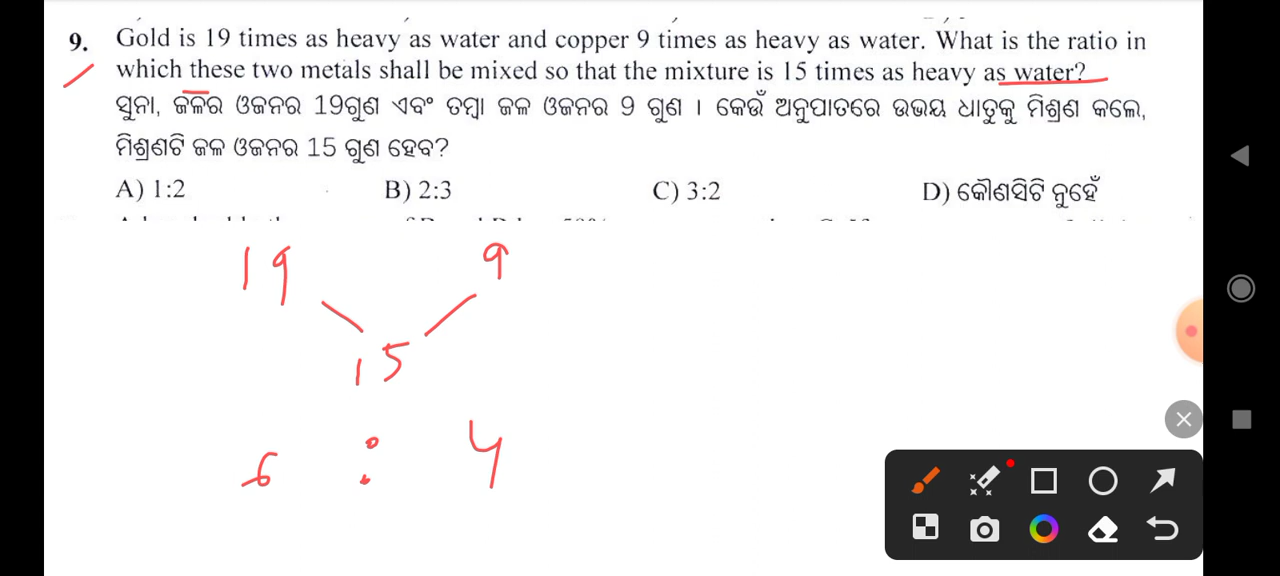 9. Gold is 19 times as heavy as water and copper 9 times as heavy as water. What is the ratio in
which these two metals shall be mixed so that the mixture is 15 times as heavy as water?
ସୁନା, ଜଳର ଓଜନର 19ଗୁଣ ଏବଂ ତମ୍ବା ଜଳ ଓଜନର 9 ଗୁଣ । କେଉଁ ଅନୁପାତରେ ଉଭୟ ଧାତୁକୁ ମିଶ୍ରଣ କଲେ,
ମିଶ୍ରଣଟି ଜଳ ଓଜନର 15 ଗୁଣ ହେବ?
A) 1:2 B) 2:3 C) 3:2 D) କୌଣସିଟି ନୁହେଁ
19 9
15
6 : 4